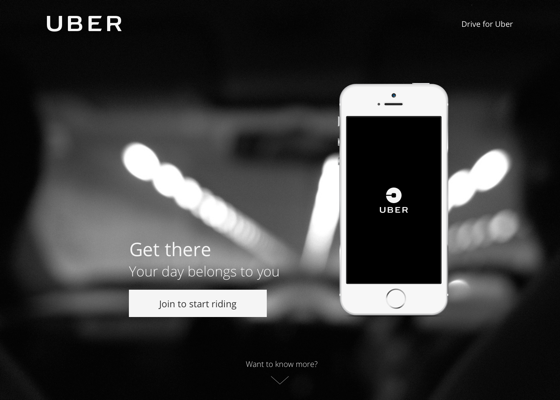 UBER
Drive for Uber
UBER
Get there
Your day belongs to you
Join to start riding
Want to know more?